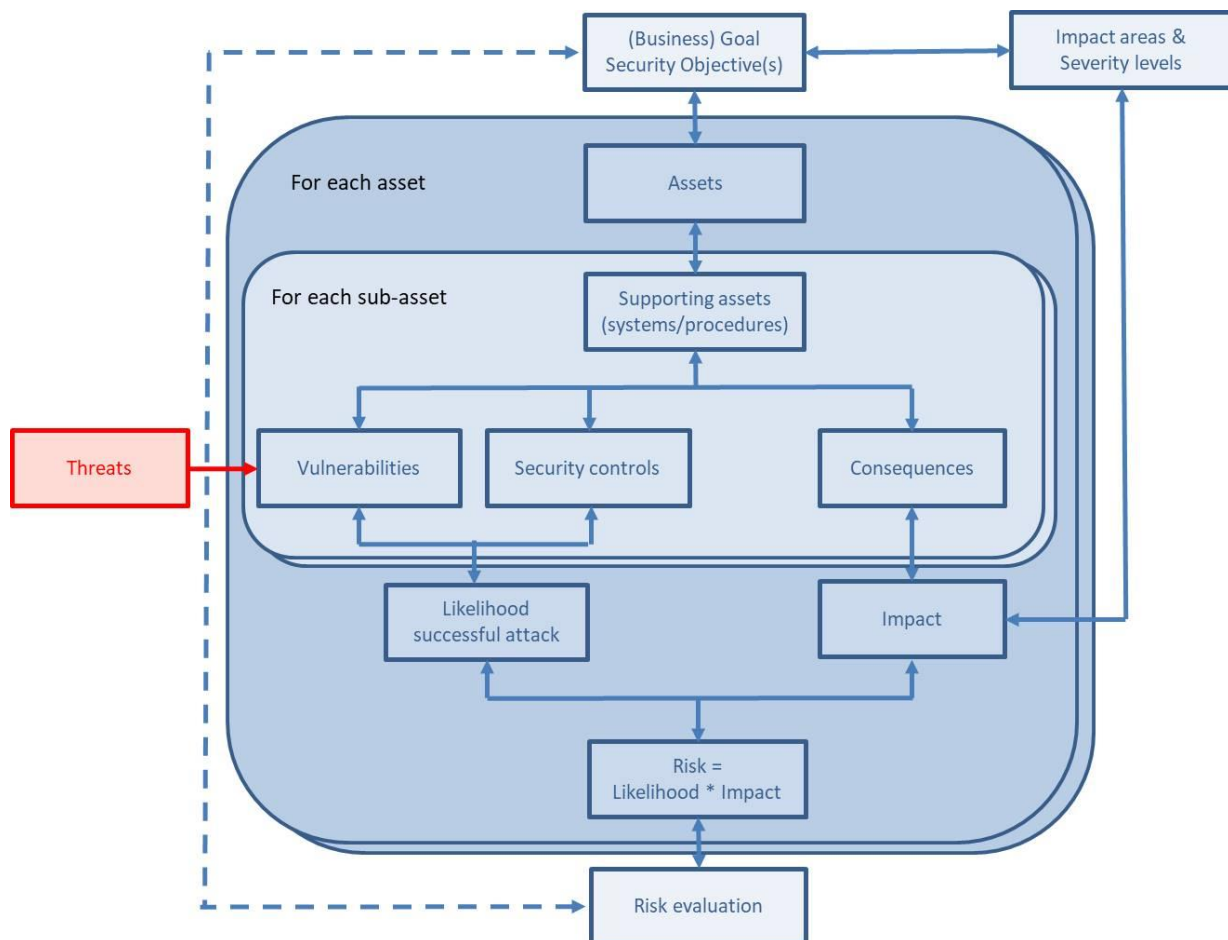 (Business) Goal
Security Objective(s)
Impact areas &
Severity levels
For each asset
Assets
For each sub-asset
Supporting assets
(systems/procedures)
Threats
Vulnerabilities
Security controls
Consequences
Likelihood
successful attack
Impact
Risk =
Likelihood * Impact
Risk evaluation